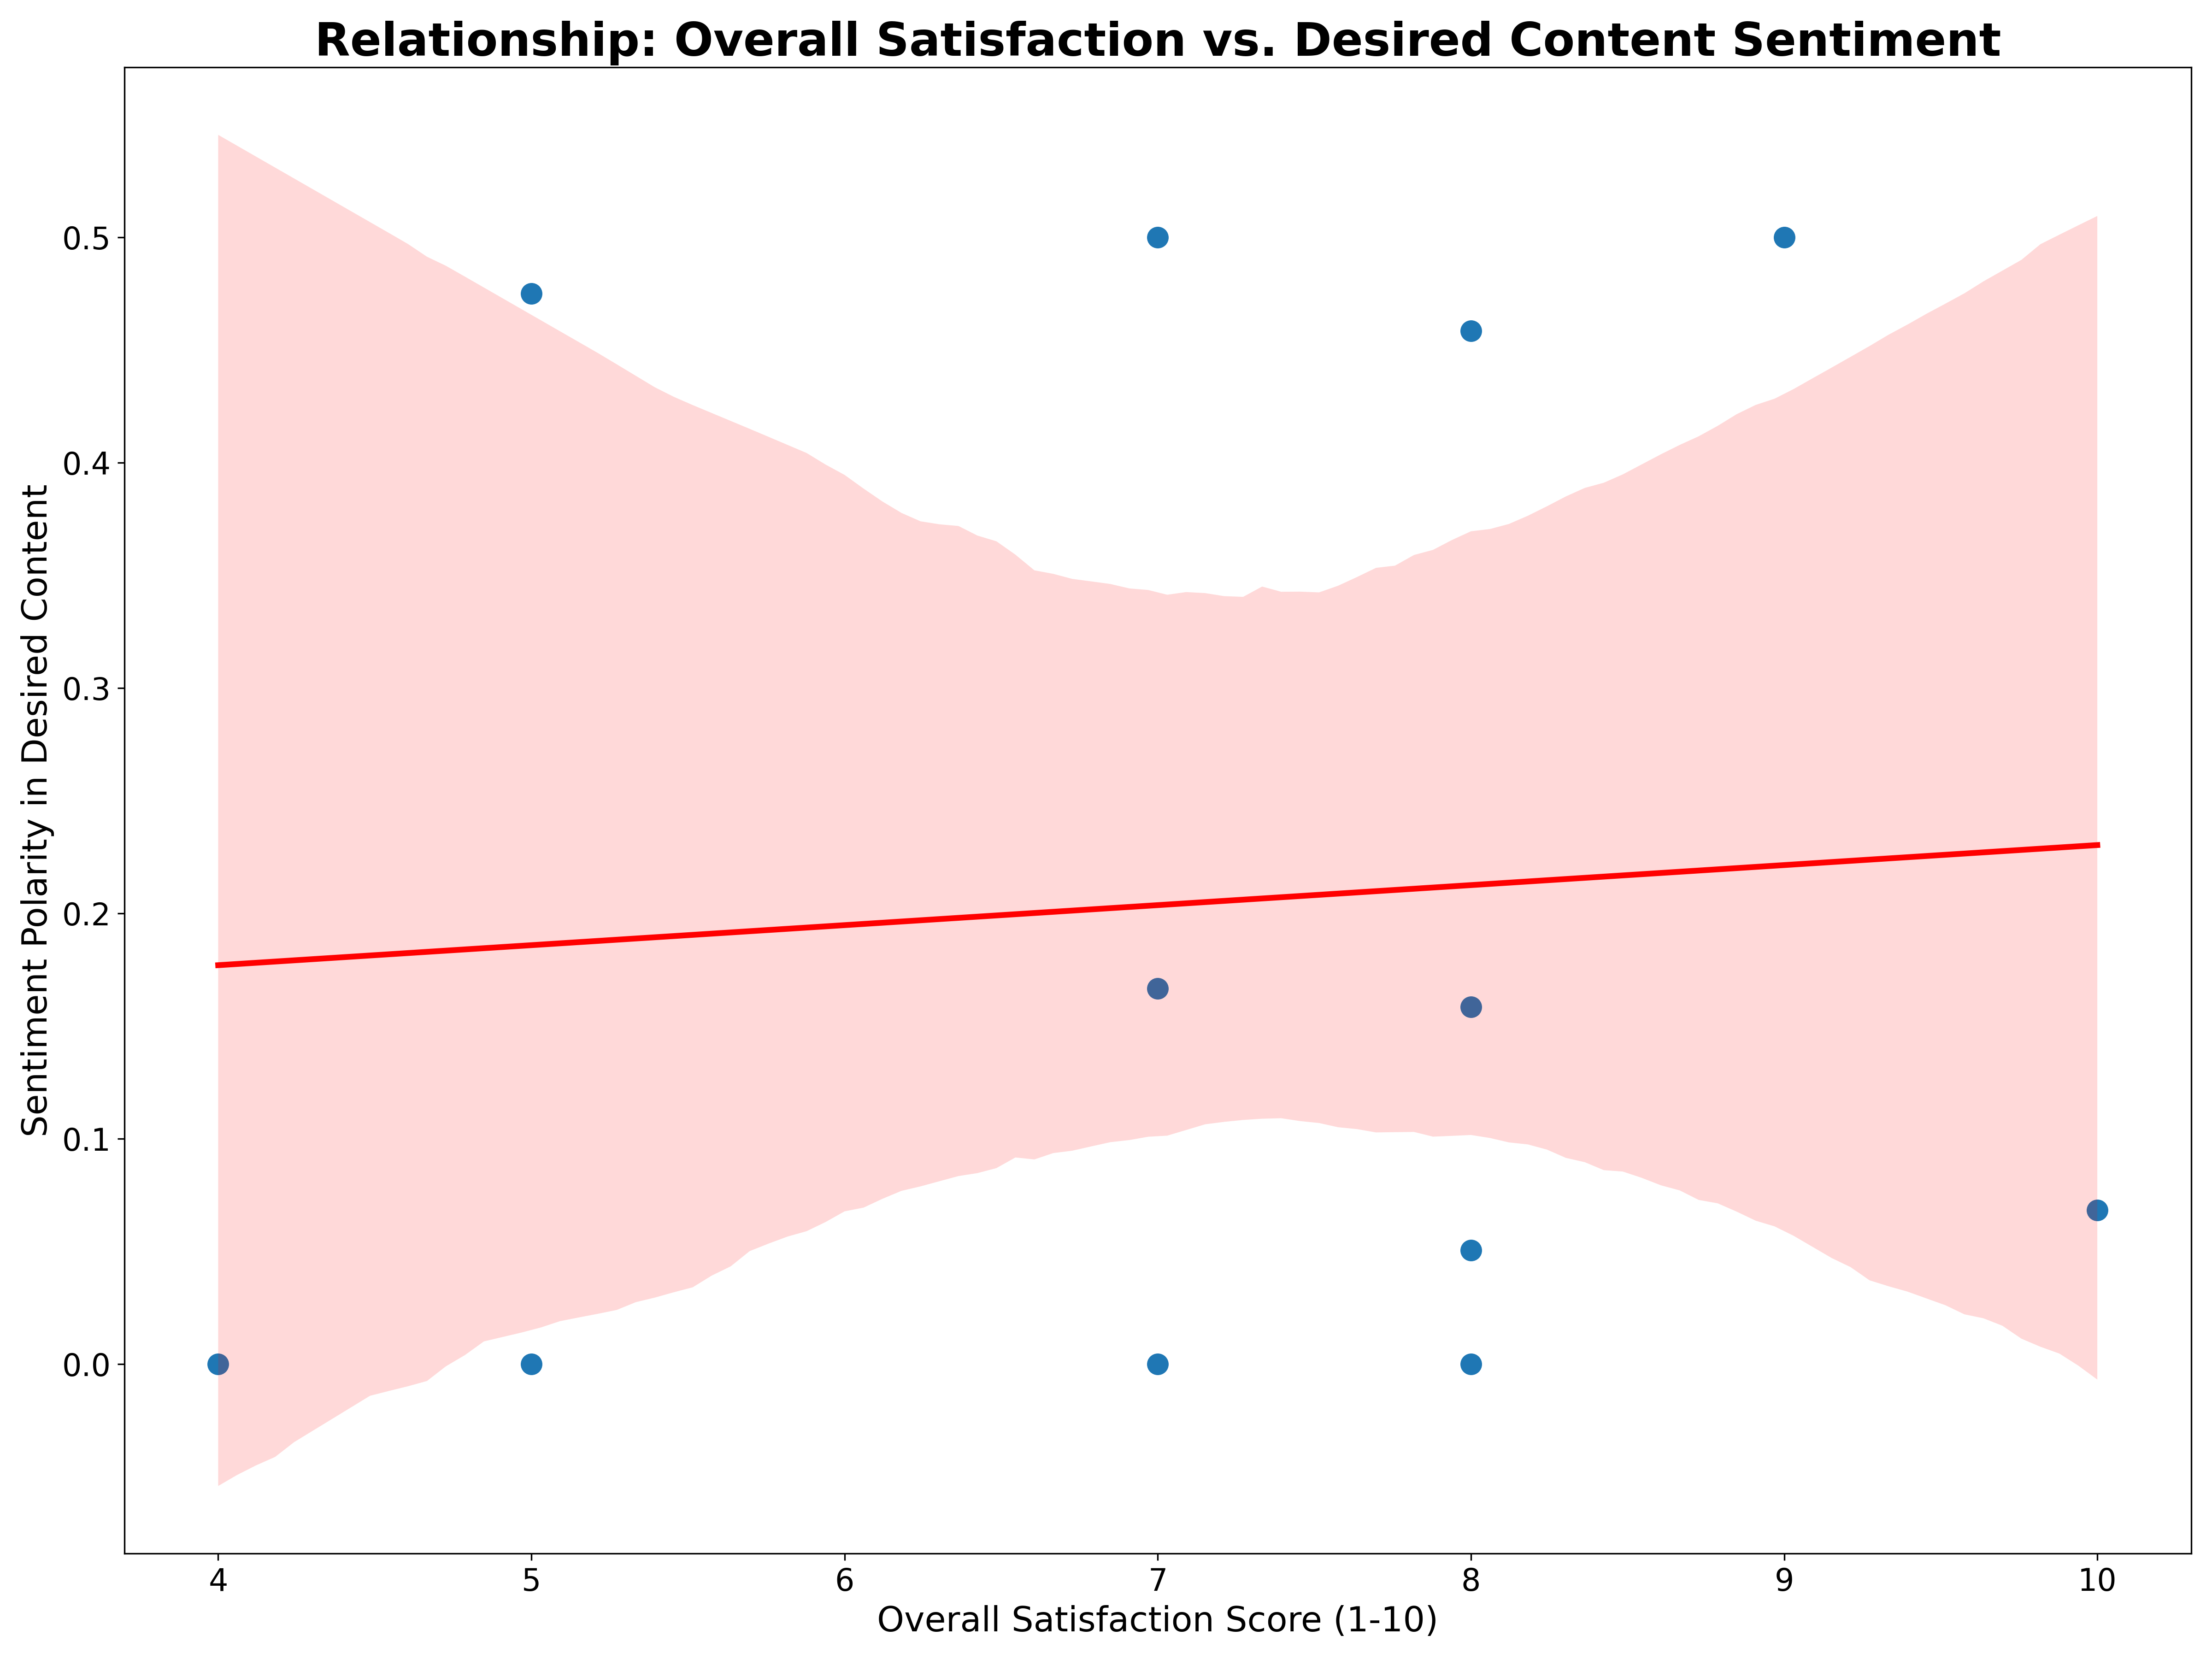 Relationship: Overall Satisfaction vs. Desired Content Sentiment
Sentiment Polarity in Desired Content
0.5
0.4
0.3
0.2
0.1
0.0
4 5 6 7 8 9 10
Overall Satisfaction Score (1-10)